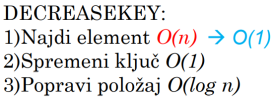 DECREASEKEY:
1)Najdi element O(n) → O(1)
2)Spremeni ključ O(1)
3)Popravi položaj O(log n)